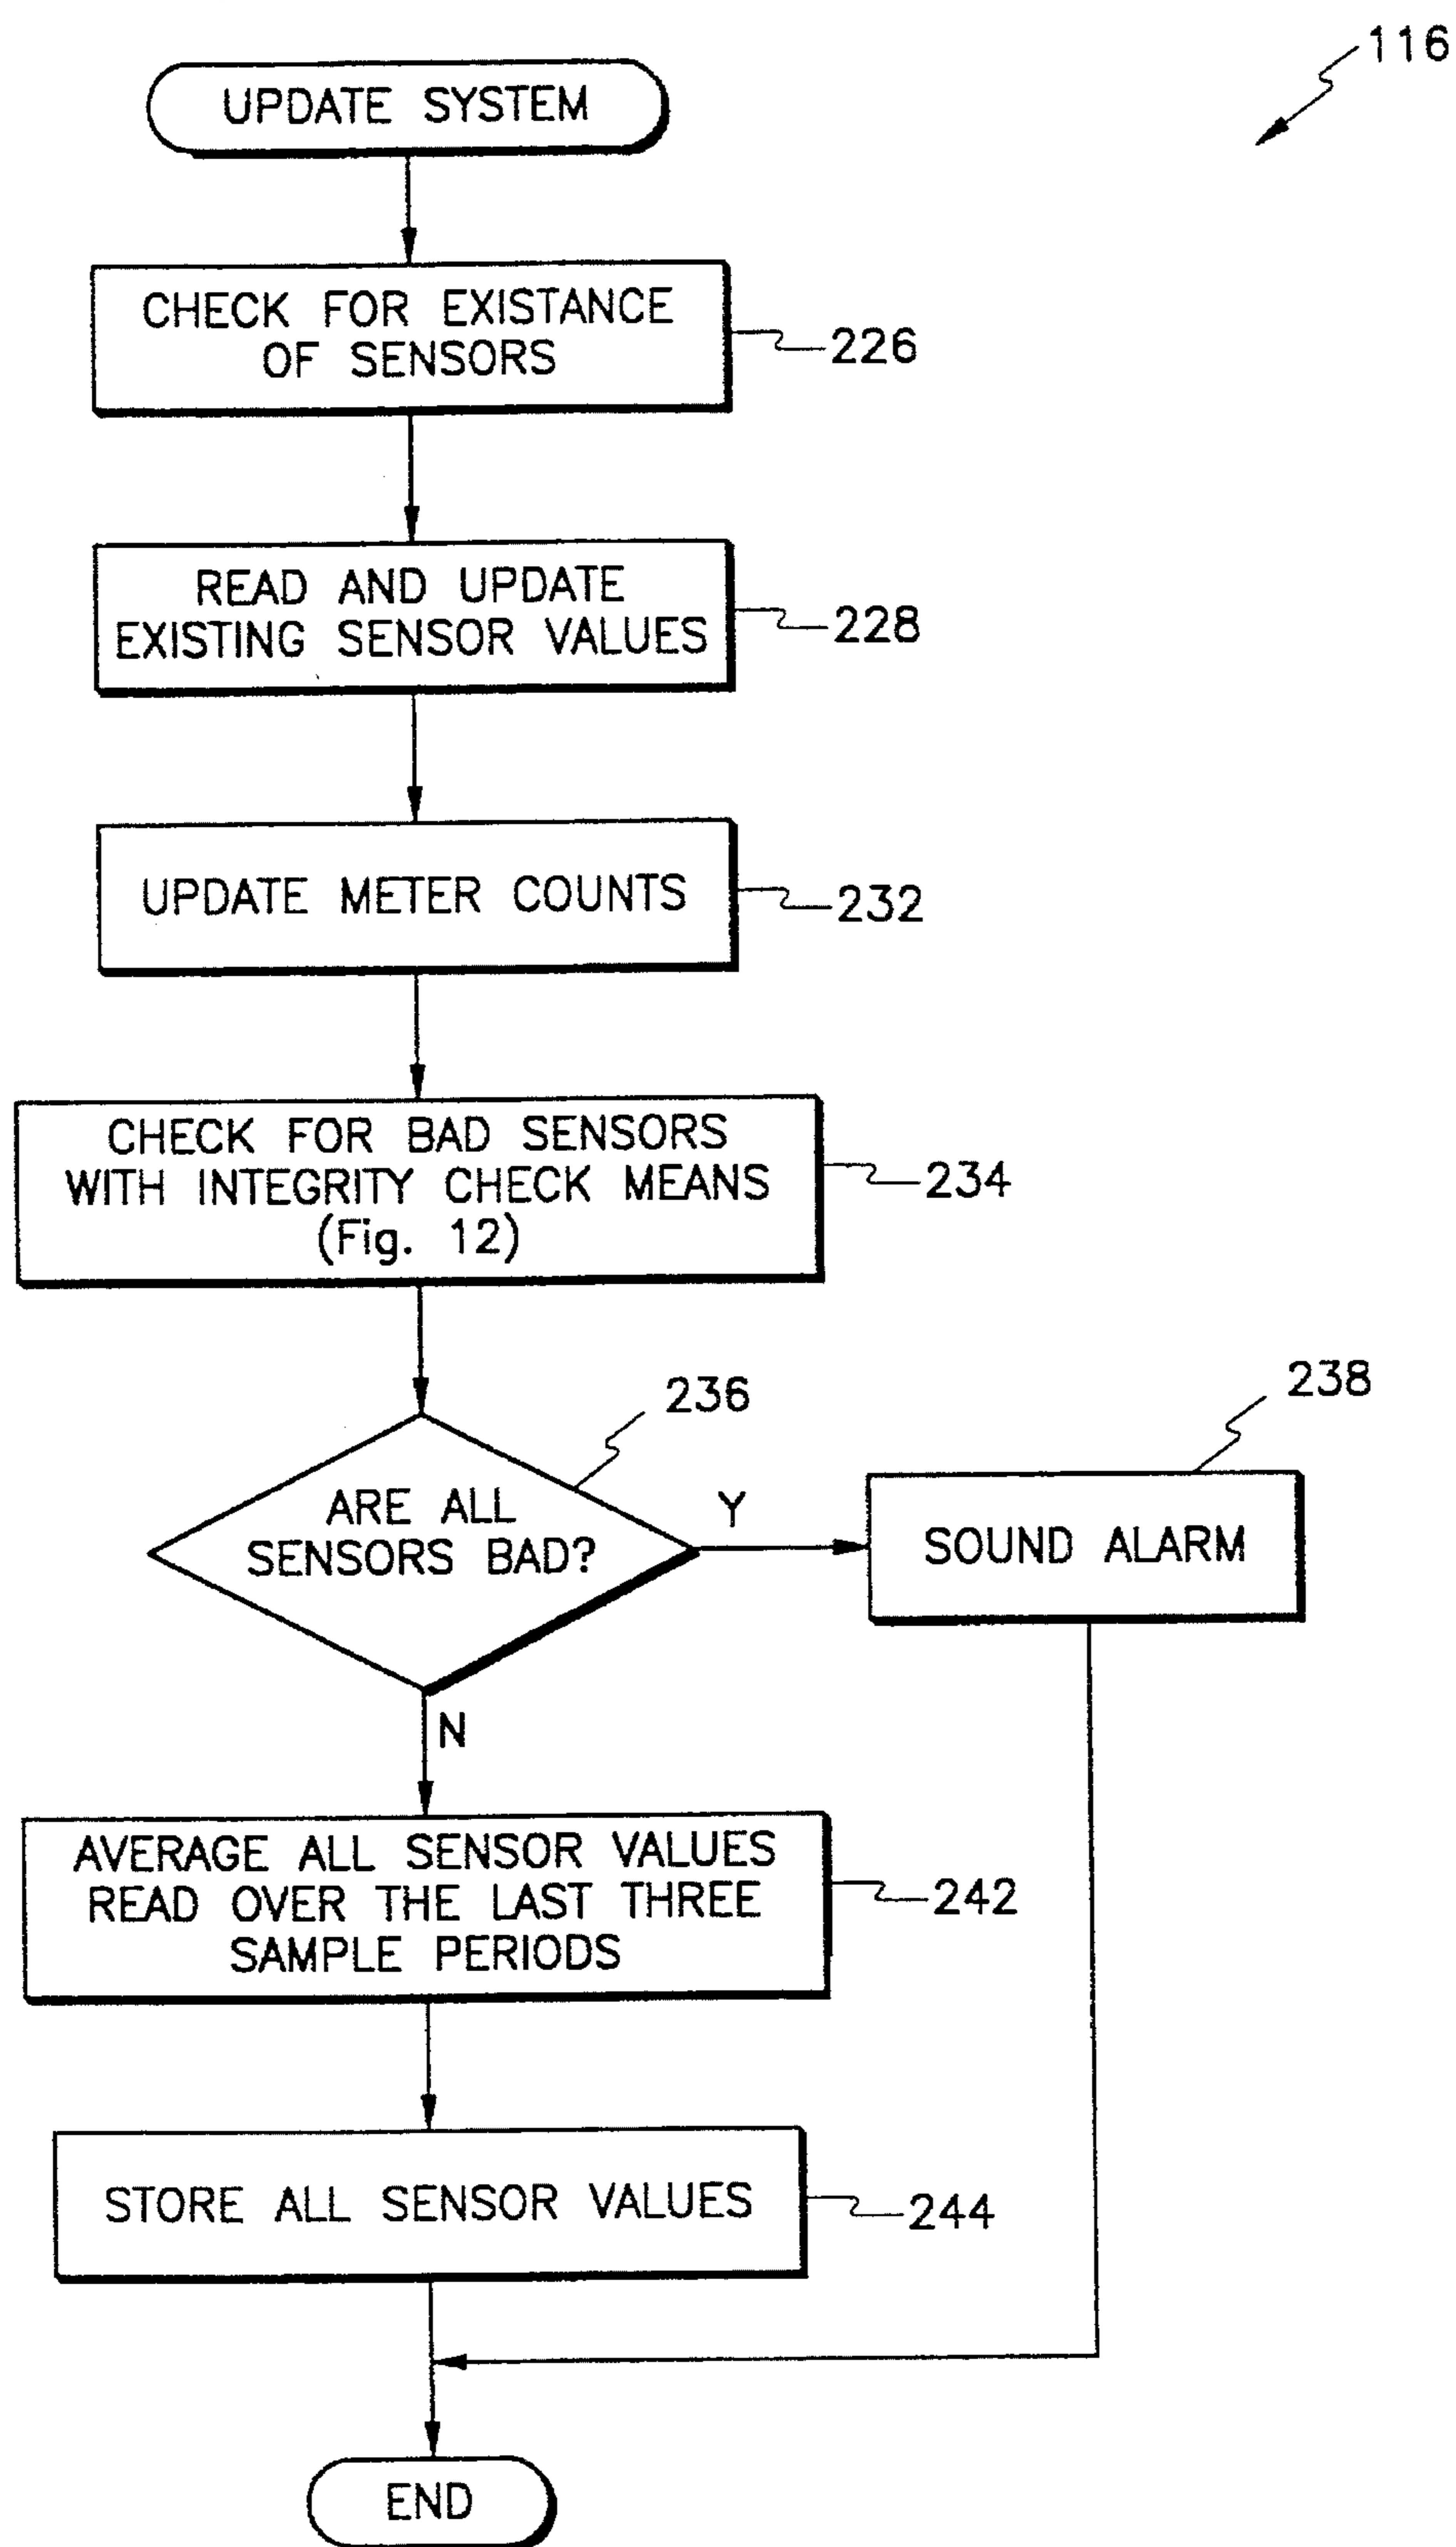 116
UPDATE SYSTEM
CHECK FOR EXISTANCE
OF SENSORS
226
READ AND UPDATE
EXISTING SENSOR VALUES
228
UPDATE METER COUNTS
232
CHECK FOR BAD SENSORS
WITH INTEGRITY CHECK MEANS
(Fig. 12)
234
236
ARE ALL
SENSORS BAD?
Y
238
SOUND ALARM
N
AVERAGE ALL SENSOR VALUES
READ OVER THE LAST THREE
SAMPLE PERIODS
242
STORE ALL SENSOR VALUES
244
END